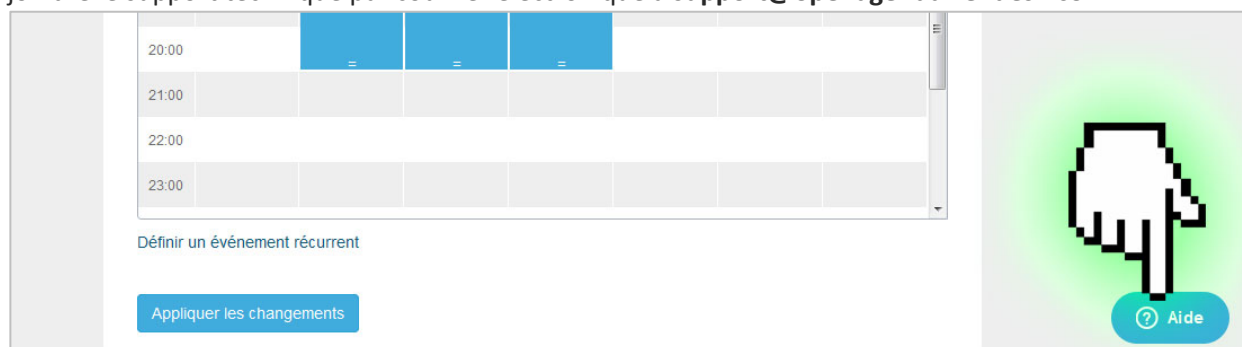 20:00
= = =
21:00
22:00
23:00
Définir un événement récurrent
Appliquer les changements
? Aide